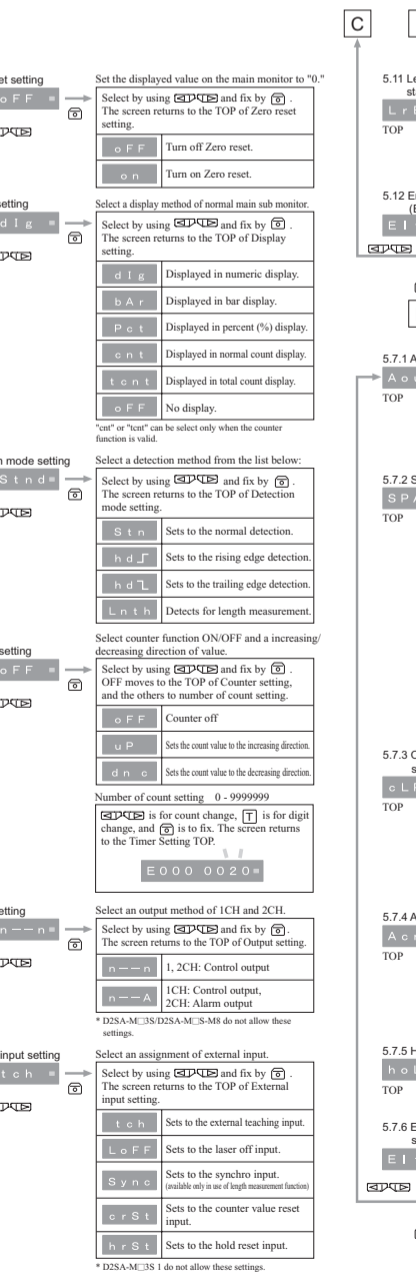 C
et setting
o F F =
Set the displayed value on the main monitor to "0."
Select by using and fix by .
The screen returns to the TOP of Zero reset
setting.
o F F Turn off Zero reset.
o n Turn on Zero reset.
etting
d I g =
Select a display method of normal main sub monitor.
Select by using and fix by .
The screen returns to the TOP of Display
setting.
d I g Displayed in numeric display.
b A r Displayed in bar display.
P c t Displayed in percent (%) display.
c n t Displayed in normal count display.
t c n t Displayed in total count display.
o F F No display.
"cnt" or "tcnt" can be select only when the counter
function is valid.
n mode setting
S t n d =
Select a detection method from the list below:
Select by using and fix by .
The screen returns to the TOP of Detection
mode setting.
S t n Sets to the normal detection.
h d Sets to the rising edge detection.
h d Sets to the trailing edge detection.
L n t h Detects for length measurement.
setting
o F F =
Select counter function ON/OFF and a increasing/
decreasing direction of value.
Select by using and fix by .
OFF moves to the TOP of Counter setting,
and the others to number of count setting.
o F F Counter off
u P Sets the count value to the increasing direction.
d n c Sets the count value to the decreasing direction.
Number of count setting 0 - 9999999
is for count change, T is for digit
change, and is to fix. The screen returns
to the Timer Setting TOP.
E 0 0 0 0 0 2 0 =
etting
n — — n =
Select an output method of 1CH and 2CH.
Select by using and fix by .
The screen returns to the TOP of Output setting.
n — — n 1, 2CH: Control output
n — — A 1CH: Control output,
2CH: Alarm output
* D2SA-M□3S/D2SA-M□S-M8 do not allow these
settings.
input setting
t c h =
Select an assignment of external input.
Select by using and fix by .
The screen returns to the TOP of External
input setting.
t c h Sets to the external teaching input.
L o F F Sets to the laser off input.
S y n c Sets to the synchro input.
(available only in use of length measurement function)
c r S t Sets to the counter value reset
input.
h r S t Sets to the hold reset input.
* D2SA-M□3S 1 do not allow these settings.
5.11 Le
st
L r
TOP
5.12 E
(E
E I
5.7.1 A
A o
TOP
5.7.2 S
S P
TOP
5.7.3 C
s
c L
TOP
5.7.4 A
A c
TOP
5.7.5 H
h o
TOP
5.7.6 E
s
E I